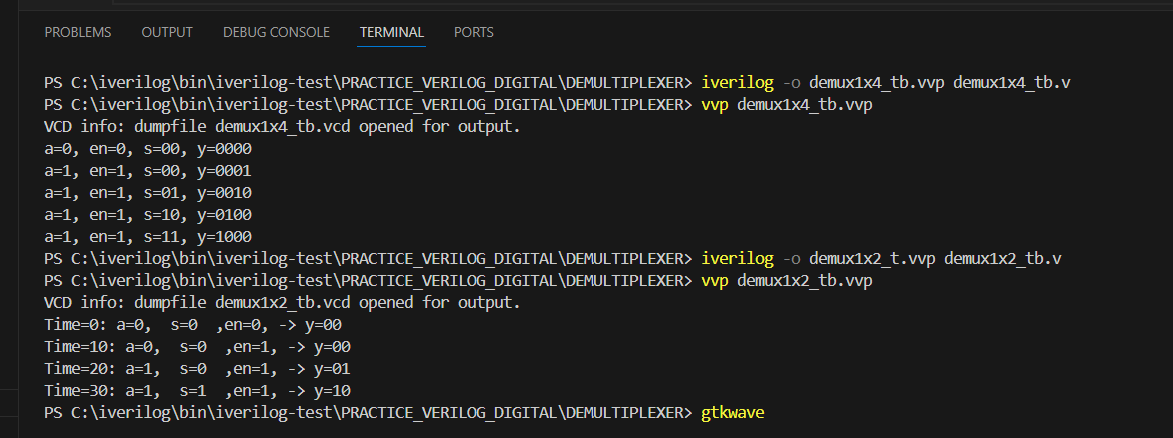 PROBLEMS OUTPUT DEBUG CONSOLE TERMINAL PORTS
PS C:\iverilog\bin\iverilog-test\PRACTICE_VERILOG_DIGITAL\DEMULTIPLEXER> iverilog -o demux1x4_tb.vvp demux1x4_tb.v
PS C:\iverilog\bin\iverilog-test\PRACTICE_VERILOG_DIGITAL\DEMULTIPLEXER> vvp demux1x4_tb.vvp
VCD info: dumpfile demux1x4_tb.vcd opened for output.
a=0, en=0, s=00, y=0000
a=1, en=1, s=00, y=0001
a=1, en=1, s=01, y=0010
a=1, en=1, s=10, y=0100
a=1, en=1, s=11, y=1000
PS C:\iverilog\bin\iverilog-test\PRACTICE_VERILOG_DIGITAL\DEMULTIPLEXER> iverilog -o demux1x2_t.vvp demux1x2_tb.v
PS C:\iverilog\bin\iverilog-test\PRACTICE_VERILOG_DIGITAL\DEMULTIPLEXER> vvp demux1x2_tb.vvp
VCD info: dumpfile demux1x2_tb.vcd opened for output.
Time=0: a=0,  s=0  ,en=0, -> y=00
Time=10: a=0,  s=0  ,en=1, -> y=00
Time=20: a=1,  s=0  ,en=1, -> y=01
Time=30: a=1,  s=1  ,en=1, -> y=10
PS C:\iverilog\bin\iverilog-test\PRACTICE_VERILOG_DIGITAL\DEMULTIPLEXER> gtkwave